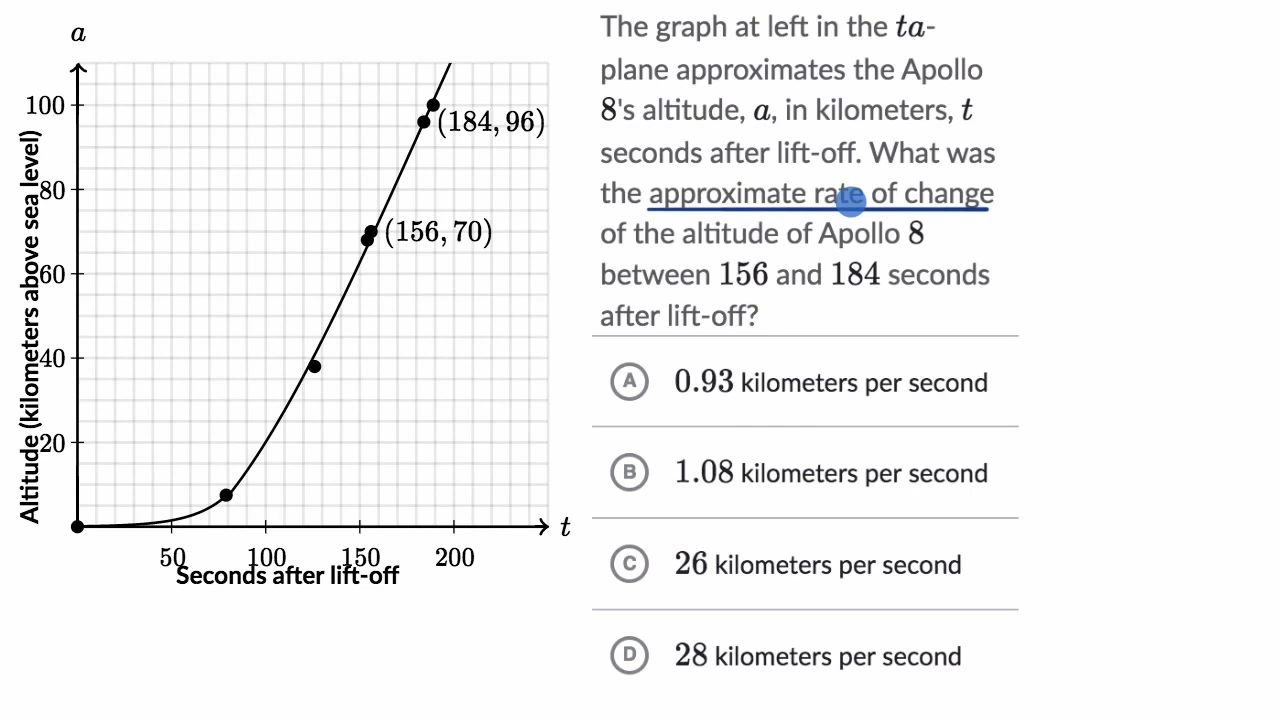 a
100
80
60
40
20
Altitude (kilometers above sea level)
(184, 96)
(156, 70)
t
50 100 150 200
Seconds after lift-off
The graph at left in the ta-
plane approximates the Apollo
8's altitude, a, in kilometers, t
seconds after lift-off. What was
the approximate rate of change
of the altitude of Apollo 8
between 156 and 184 seconds
after lift-off?
A 0.93 kilometers per second
B 1.08 kilometers per second
C 26 kilometers per second
D 28 kilometers per second